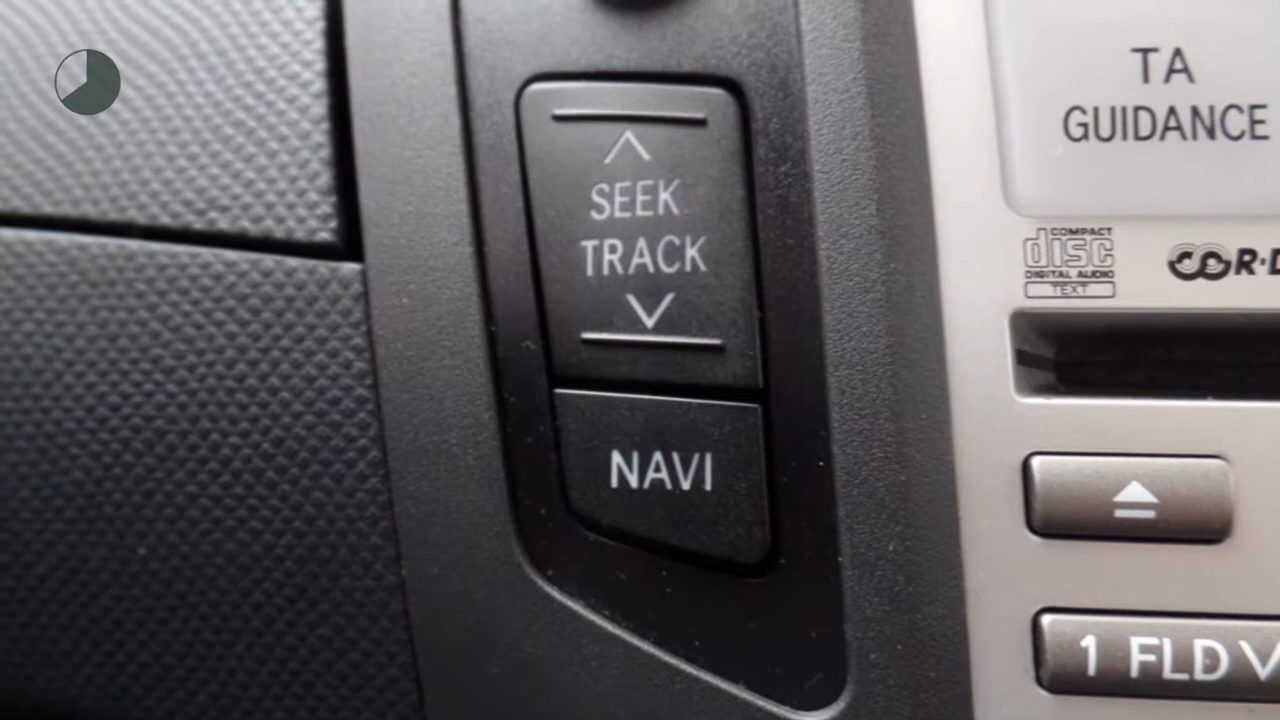 SEEK
TRACK
NAVI
TA
GUIDANCE
COMPACT
disc
DIGITAL AUDIO
TEXT
1 FLD